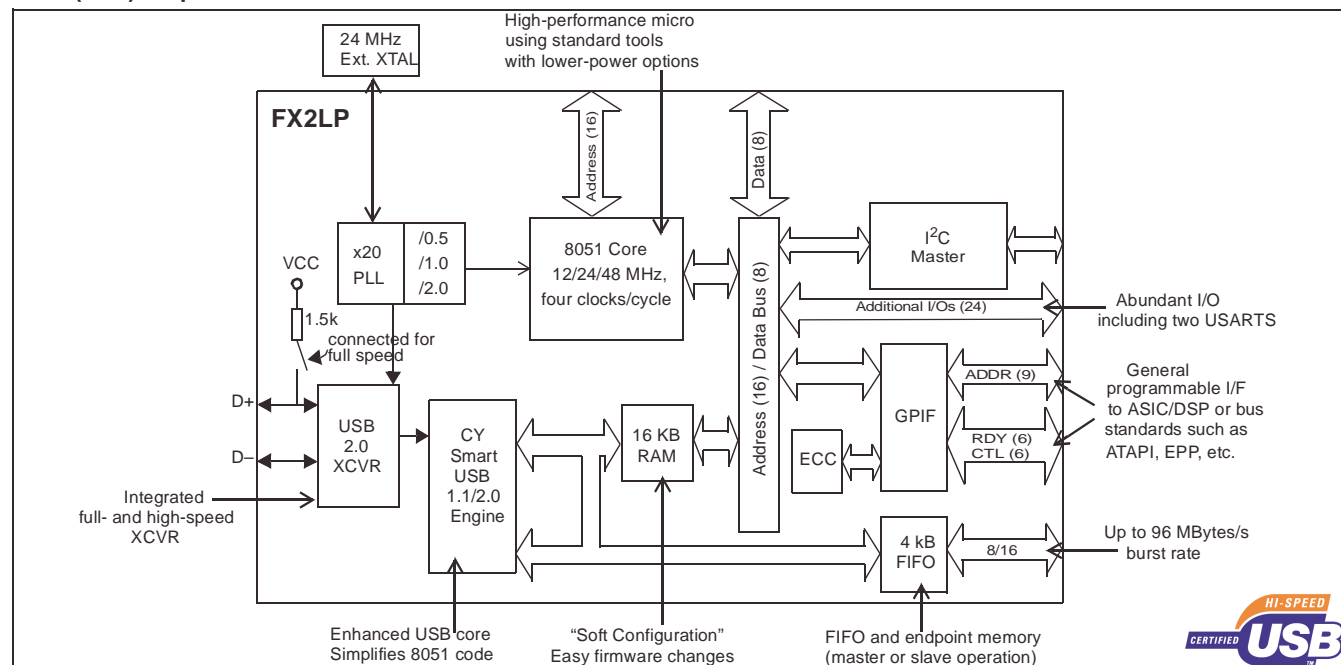 24 MHz
Ext. XTAL
High-performance micro
using standard tools
with lower-power options
FX2LP
Address (16)
Data (8)
x20
PLL
/0.5
/1.0
/2.0
8051 Core
12/24/48 MHz,
four clocks/cycle
I2C
Master
VCC
1.5k
connected for
full speed
Address (16) / Data Bus (8)
Additional I/Os (24)
Abundant I/O
including two USARTS
D+
D–
USB
2.0
XCVR
CY
Smart
USB
1.1/2.0
Engine
16 KB
RAM
ECC
GPIF
ADDR (9)
RDY (6)
CTL (6)
General
programmable I/F
to ASIC/DSP or bus
standards such as
ATAPI, EPP, etc.
Integrated
full- and high-speed
XCVR
4 kB
FIFO
8/16
Up to 96 MBytes/s
burst rate
Enhanced USB core
Simplifies 8051 code
“Soft Configuration”
Easy firmware changes
FIFO and endpoint memory
(master or slave operation)
HI-SPEED
CERTIFIED
USB
TM